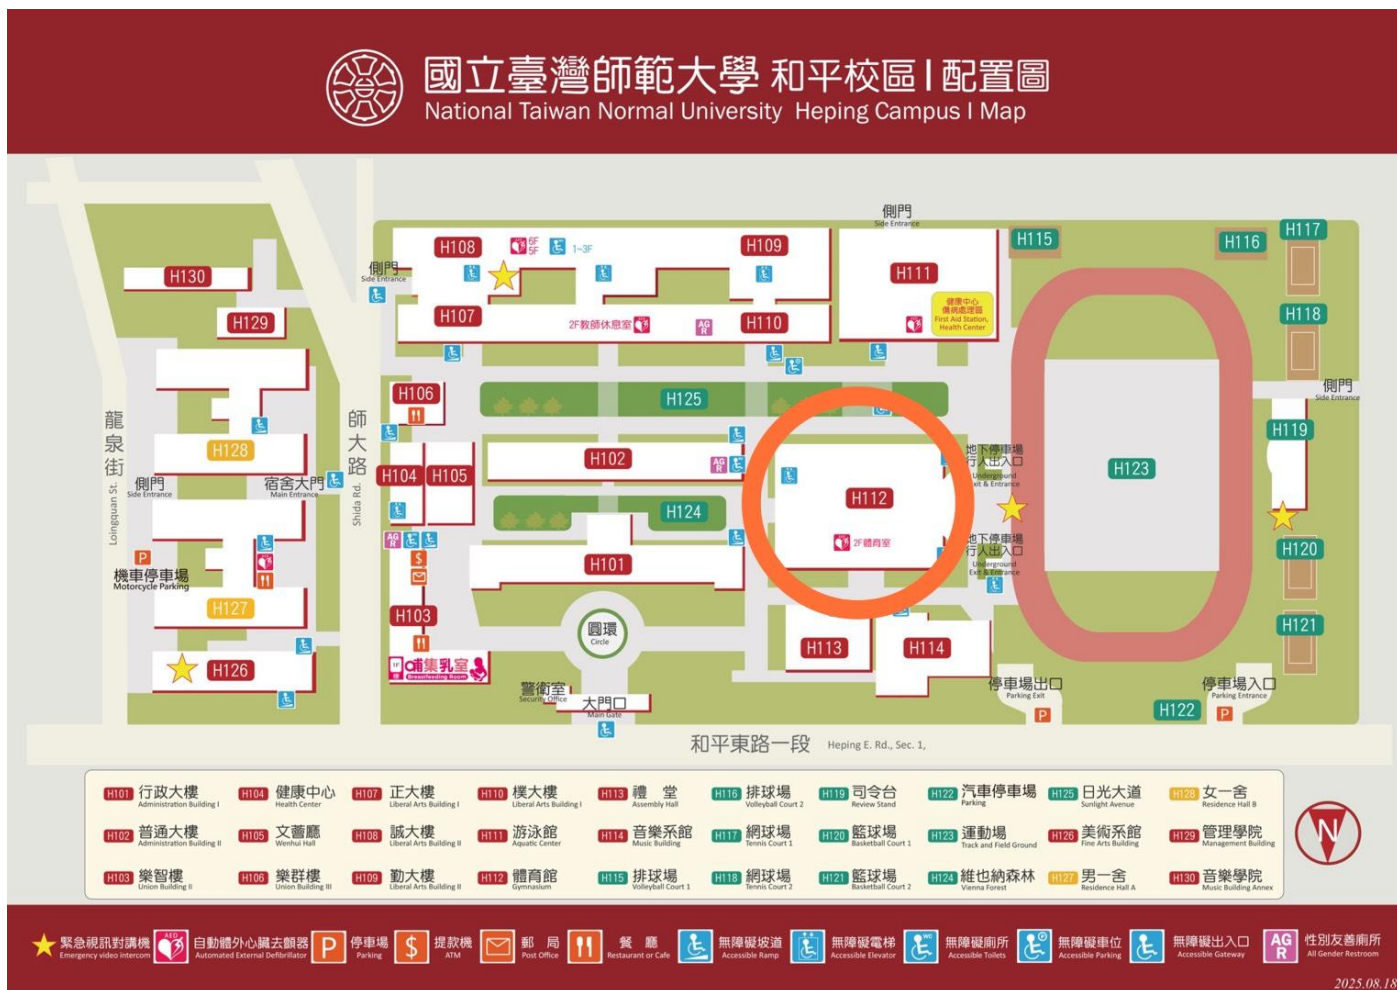 國立臺灣師範大學 和平校區 I 配置圖
National Taiwan Normal University Heping Campus I Map
側門
Side Entrance
H117
H115
H116
H108
6F
5F
1~3F
H109
H111
H130
側門
Side Entrance
H107
2F教師休息室
AG
R
H110
健康中心
傷病處理區
First Aid Station,
Health Center
H118
H129
H106
H125
側門
Side Entrance
H119
龍泉街
Longquan St.
師大路
Shida Rd.
H128
H104
H105
H102
AG
R
地下停車場
行人出入口
Underground
Exit & Entrance
H123
側門
Side Entrance
宿舍大門
Main Entrance
H112
H124
2F體育室
地下停車場
行人出入口
Underground
Exit & Entrance
AG
R
$
P
機車停車場
Motorcycle Parking
H101
H120
H127
H103
圓環
Circle
H121
H113
H114
H126
1F
哺集乳室
Breastfeeding Room
警衛室
Security Office
大門口
Main Gate
停車場出口
Parking Exit
P
H122
停車場入口
Parking Entrance
P
和平東路一段 Heping E. Rd., Sec. 1,
H101 行政大樓 H104 健康中心 H107 正大樓 H110 樸大樓 H113 禮 堂 H116 排球場 H119 司令台 H122 汽車停車場 H125 日光大道 H128 女一舍
Administration Building I Health Center Liberal Arts Building I Liberal Arts Building I Assembly Hall Volleyball Court 2 Review Stand Parking Sunlight Avenue Residence Hall B
H102 普通大樓 H105 文薈廳 H108 誠大樓 H111 游泳館 H114 音樂系館 H117 網球場 H120 籃球場 H123 運動場 H126 美術系館 H129 管理學院
Administration Building II Wenhui Hall Liberal Arts Building II Aquatic Center Music Building Tennis Court 1 Basketball Court 1 Track and Field Ground Fine Arts Building Management Building
H103 樂智樓 H106 樂群樓 H109 勤大樓 H112 體育館 H115 排球場 H118 網球場 H121 籃球場 H124 維也納森林 H127 男一舍 H130 音樂學院
Union Building II Union Building III Liberal Arts Building II Gymnasium Volleyball Court 1 Tennis Court 2 Basketball Court 2 Vienna Forest Residence Hall A Music Building Annex
N
緊急視訊對講機 AED 自動體外心臟去顫器 P 停車場 $ 提款機 郵 局 餐 廳 無障礙坡道 無障礙電梯 WC 無障礙廁所 P 無障礙車位 無障礙出入口 AG R 性別友善廁所
Emergency video intercom Automated External Defibrillator Parking ATM Post Office Restaurant or Cafe Accessible Ramp Accessible Elevator Accessible Toilets Accessible Parking Accessible Gateway All Gender Restroom
2025.08.18